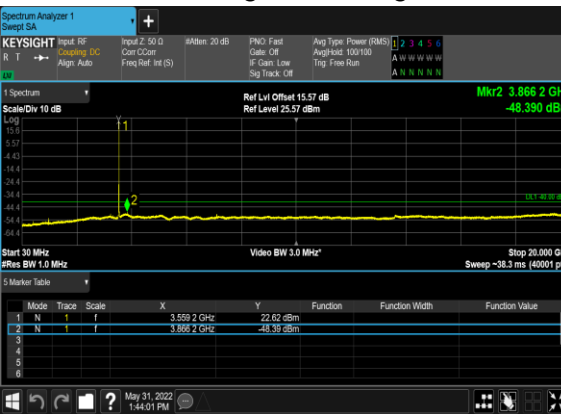 Spectrum Analyzer 1
Swept SA
KEYSIGHT Input: RF Input Z: 50 Ω #Atten: 20 dB PNO: Fast Avg Type: Power (RMS) 1 2 3 4 5 6
R T Coupling: DC Corr CCorr Gate: Off Avg|Hold: 100/100 A W W W W W
Align: Auto Freq Ref: Int (S) IF Gain: Low Trig: Free Run
LW Sig Track: Off A N N N N N
1 Spectrum Ref Lvl Offset 15.57 dB Mkr2 3.866 2 GH
Scale/Div 10 dB Ref Level 25.57 dBm -48.390 dB
Log
15.6
5.57
-4.43
-14.4
-24.4
-34.4
-44.4
-54.4
-64.4
1
2
Start 30 MHz Video BW 3.0 MHz* Stop 20.000 G
#Res BW 1.0 MHz Sweep ~38.3 ms (40001 p
5 Marker Table
Mode Trace Scale X Y Function Function Width Function Value
1 N 1 f 3.559 2 GHz 22.62 dBm
2 N 1 f 3.866 2 GHz -48.39 dBm
3
4
5
6
? May 31, 2022
1:44:01 PM